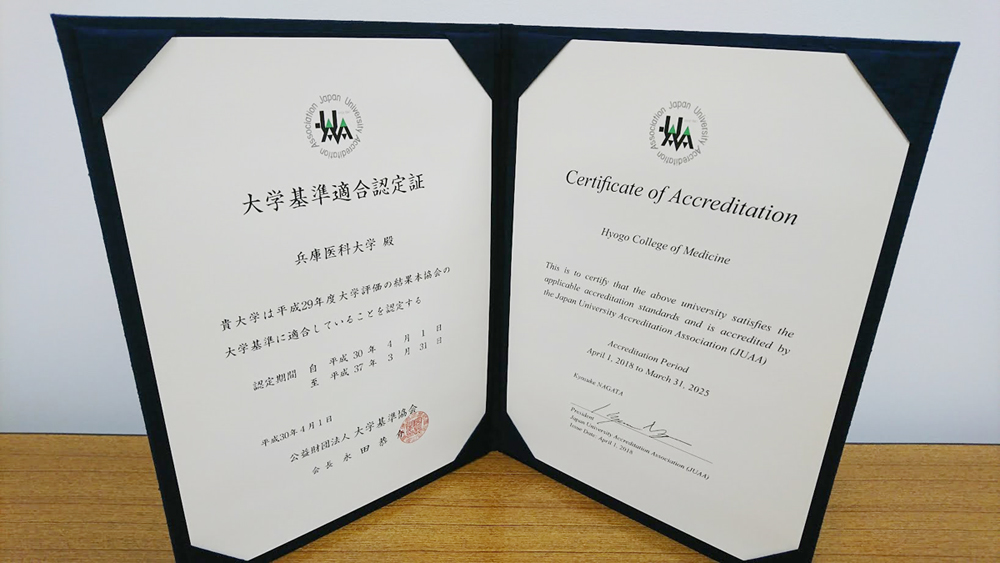 Japan University Accreditation Association
大学基準適合認定証
兵庫医科大学 殿
貴大学は平成29年度大学評価の結果本協会の
大学基準に適合していることを認定する
認定期間 自 平成 30 年 4 月 1 日
至 平成 37 年 3 月 31 日
平成30年4月1日
公益財団法人 大学基準協会
会長 永田恭介
Japan University Accreditation Association
Certificate of Accreditation
Hyogo College of Medicine
This is to certify that the above university satisfies the
applicable accreditation standards and is accredited by
the Japan University Accreditation Association (JUAA)
Accreditation Period
April 1, 2018 to March 31, 2025
Kyosuke NAGATA
President
Japan University Accreditation Association (JUAA)
Issue Date: April 1, 2018